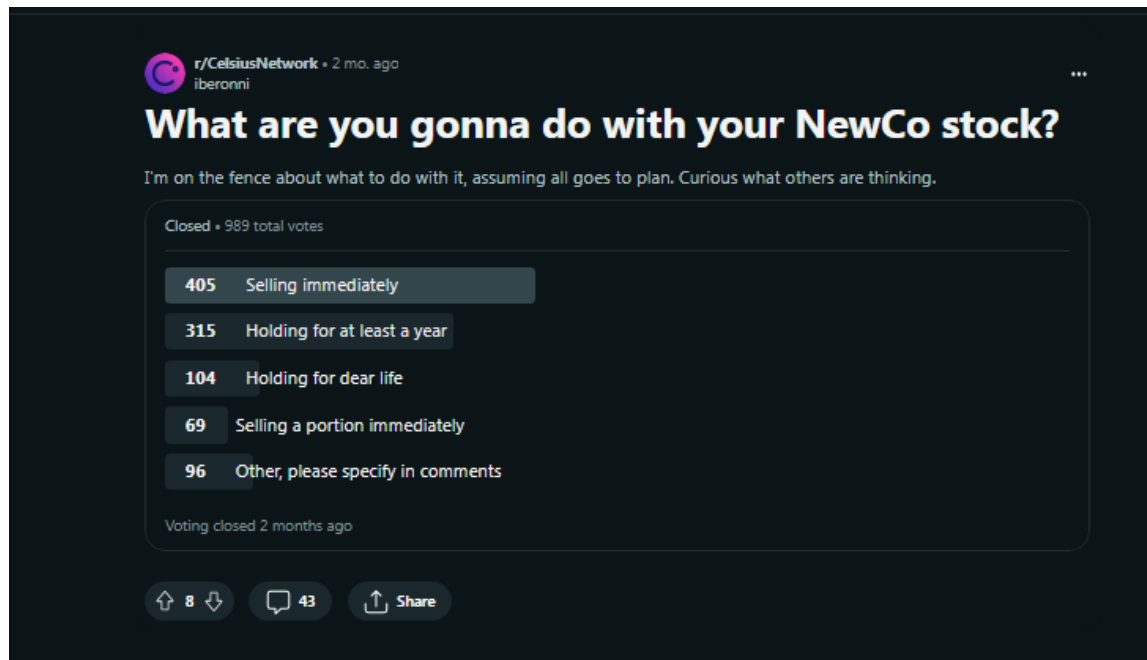 r/CelsiusNetwork • 2 mo. ago
iberonni
What are you gonna do with your NewCo stock?
I'm on the fence about what to do with it, assuming all goes to plan. Curious what others are thinking.
Closed • 989 total votes
405 Selling immediately
315 Holding for at least a year
104 Holding for dear life
69 Selling a portion immediately
96 Other, please specify in comments
Voting closed 2 months ago
8 43 Share